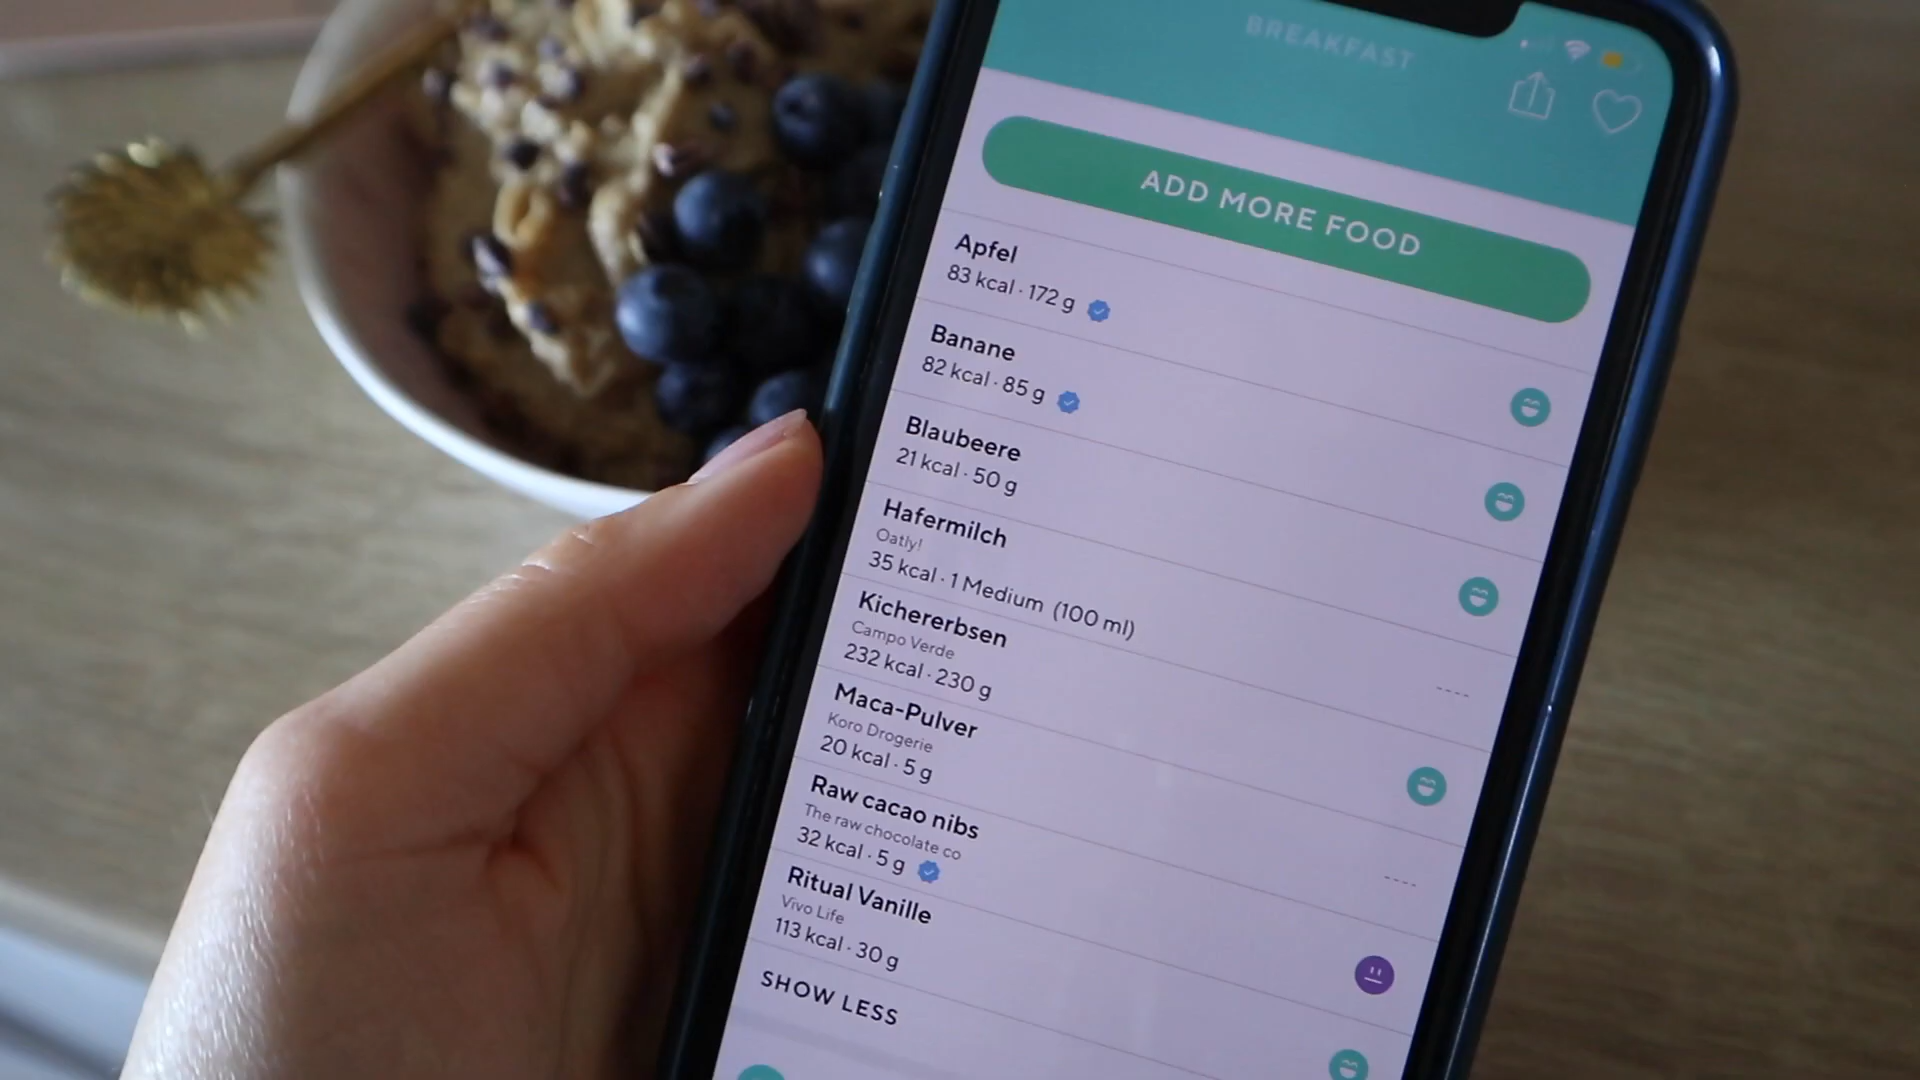 BREAKFAST
ADD MORE FOOD
Apfel
83 kcal · 172 g
Banane
82 kcal · 85 g
Blaubeere
21 kcal · 50 g
Hafermilch
Oatly!
35 kcal · 1 Medium (100 ml)
Kichererbsen
Campo Verde
232 kcal · 230 g
Maca-Pulver
Koro Drogerie
20 kcal · 5 g
Raw cacao nibs
The raw chocolate co
32 kcal · 5 g
Ritual Vanille
Vivo Life
113 kcal · 30 g
SHOW LESS